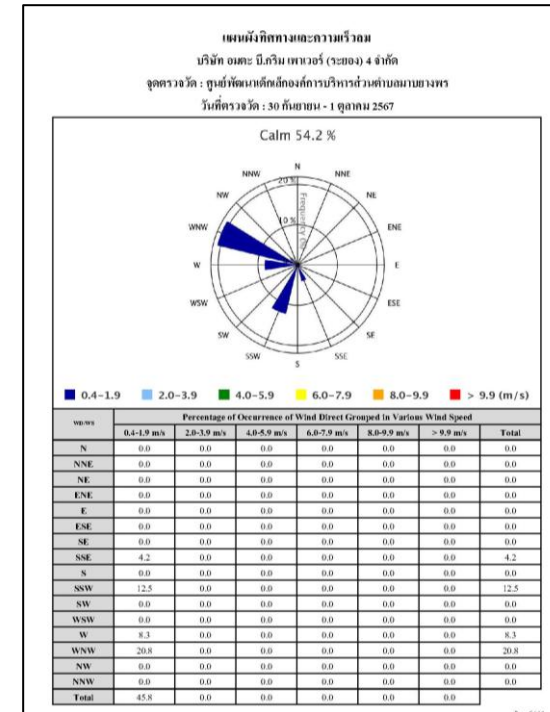 แผนผังทิศทางและความเร็วลม
บริษัท อมตะ บี.กริม เพาเวอร์ (ระยอง) 4 จำกัด
จุดตรวจวัด : ศูนย์พัฒนาเด็กเล็กองค์การบริหารส่วนตำบลมาบยางพร
วันที่ตรวจวัด : 30 กันยายน - 1 ตุลาคม 2567
Calm 54.2 %
N
NNW NNE
20 %
NW NE
Frequency (%)
WNW 10 % ENE
W E
WSW ESE
SW SE
SSW SSE
S
0.4-1.9 2.0-3.9 4.0-5.9 6.0-7.9 8.0-9.9 > 9.9 (m/s)
WD/WS Percentage of Occurrence of Wind Direct Grouped in Various Wind Speed
0.4-1.9 m/s 2.0-3.9 m/s 4.0-5.9 m/s 6.0-7.9 m/s 8.0-9.9 m/s > 9.9 m/s Total
N 0.0 0.0 0.0 0.0 0.0 0.0 0.0
NNE 0.0 0.0 0.0 0.0 0.0 0.0 0.0
NE 0.0 0.0 0.0 0.0 0.0 0.0 0.0
ENE 0.0 0.0 0.0 0.0 0.0 0.0 0.0
E 0.0 0.0 0.0 0.0 0.0 0.0 0.0
ESE 0.0 0.0 0.0 0.0 0.0 0.0 0.0
SE 0.0 0.0 0.0 0.0 0.0 0.0 0.0
SSE 4.2 0.0 0.0 0.0 0.0 0.0 4.2
S 0.0 0.0 0.0 0.0 0.0 0.0 0.0
SSW 12.5 0.0 0.0 0.0 0.0 0.0 12.5
SW 0.0 0.0 0.0 0.0 0.0 0.0 0.0
WSW 0.0 0.0 0.0 0.0 0.0 0.0 0.0
W 8.3 0.0 0.0 0.0 0.0 0.0 8.3
WNW 20.8 0.0 0.0 0.0 0.0 0.0 20.8
NW 0.0 0.0 0.0 0.0 0.0 0.0 0.0
NNW 0.0 0.0 0.0 0.0 0.0 0.0 0.0
Total 45.8 0.0 0.0 0.0 0.0 0.0